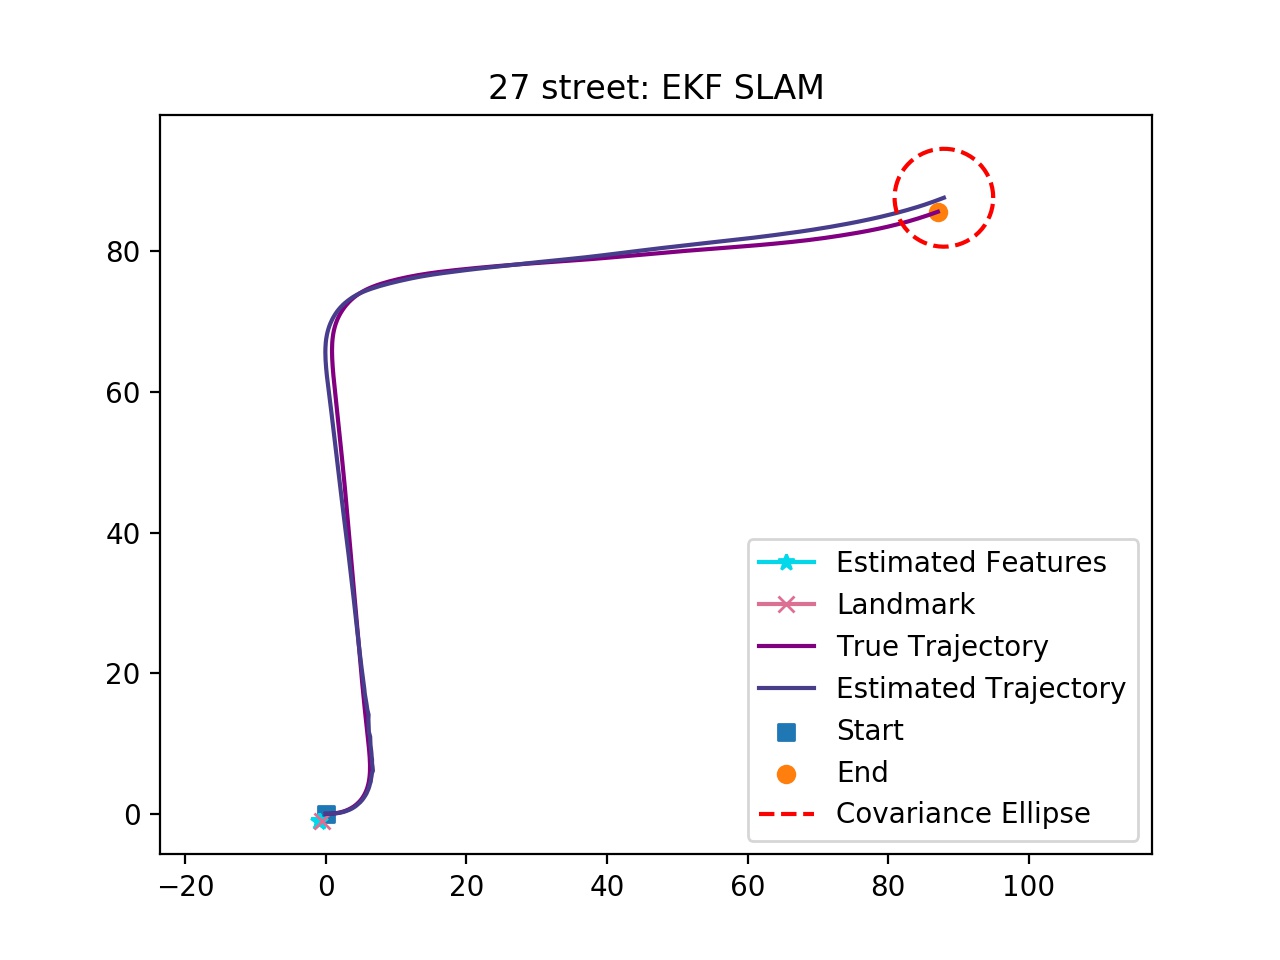 27 street: EKF SLAM
80
60
40
20
0
−20 0 20 40 60 80 100
Estimated Features
Landmark
True Trajectory
Estimated Trajectory
Start
End
Covariance Ellipse